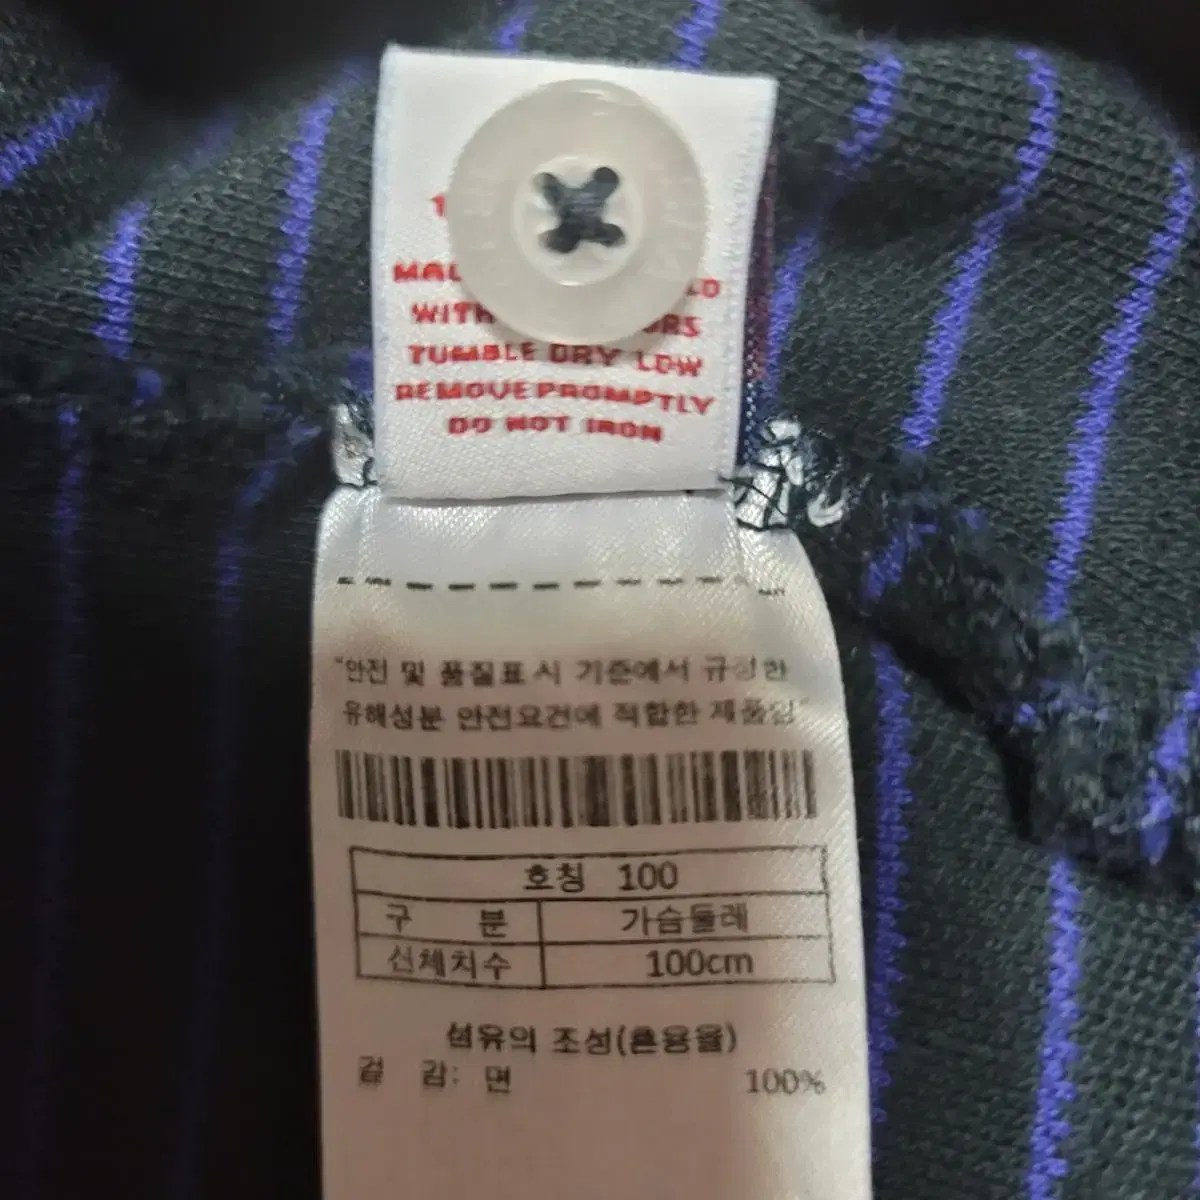 WITH
TUMBLE DRY LOW
REMOVE PROMPTLY
DO NOT IRON
"안전 및 품질표시 기준에서 규정한
유해성분 안전요건에 적합한 제품임"
호칭 100
구 분 가슴둘레
신체치수 100cm
섬유의 조성(혼용율)
겉 감: 면 100%